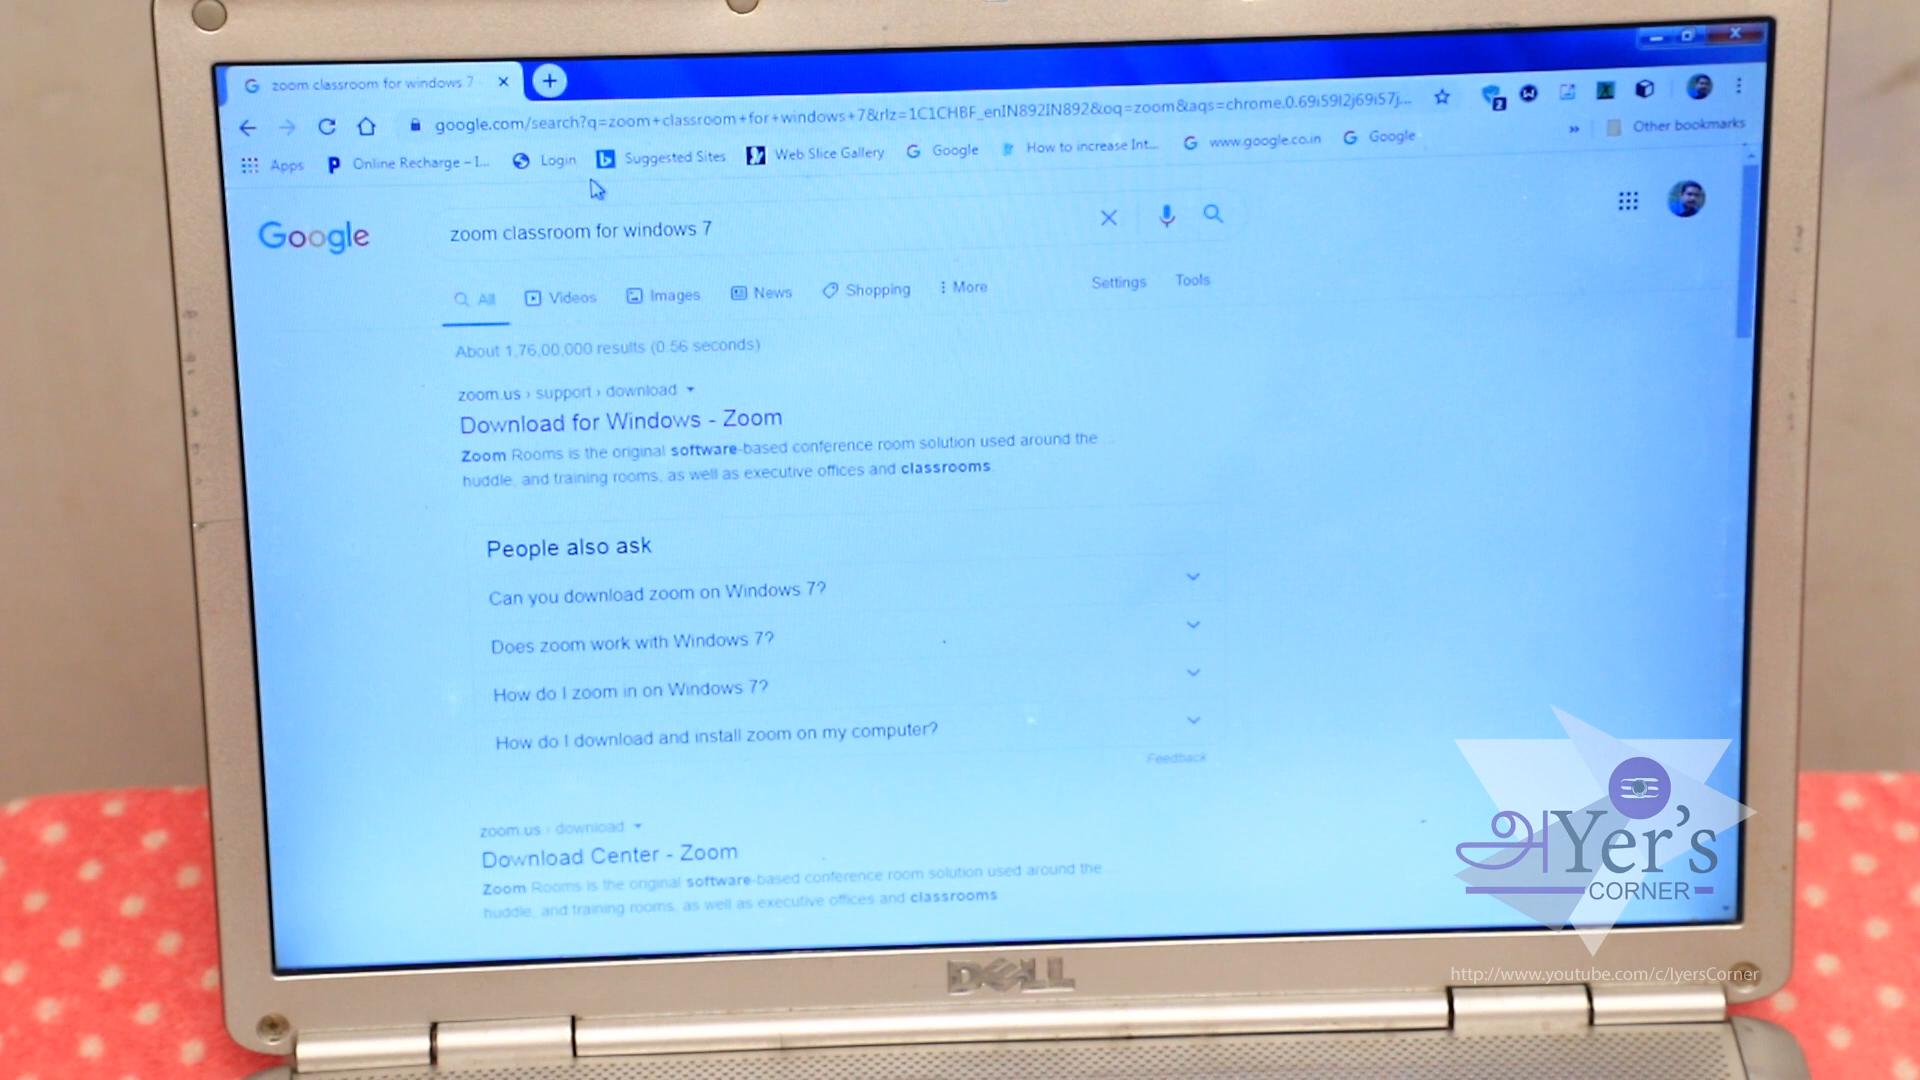 zoom classroom for windows 7
google.com/search?q=zoom+classroom+for+windows+7&rlz=1C1CHBF_enIN892IN892&oq=zoom&aqs=chrome.0.69i59l2j69i57j...
Apps Online Recharge – I... Login Suggested Sites Web Slice Gallery Google How to increase Int... www.google.co.in Google » Other bookmarks
Google zoom classroom for windows 7
All Videos Images News Shopping More Settings Tools
About 1,76,00,000 results (0.56 seconds)
zoom.us › support › download
Download for Windows - Zoom
Zoom Rooms is the original software-based conference room solution used around the ...
huddle, and training rooms, as well as executive offices and classrooms.
People also ask
Can you download zoom on Windows 7?
Does zoom work with Windows 7?
How do I zoom in on Windows 7?
How do I download and install zoom on my computer?
Feedback
zoom.us › download
Download Center - Zoom
Zoom Rooms is the original software-based conference room solution used around the
huddle, and training rooms, as well as executive offices and classrooms
அYer's
CORNER
DELL
http://www.youtube.com/c/IyersCorner